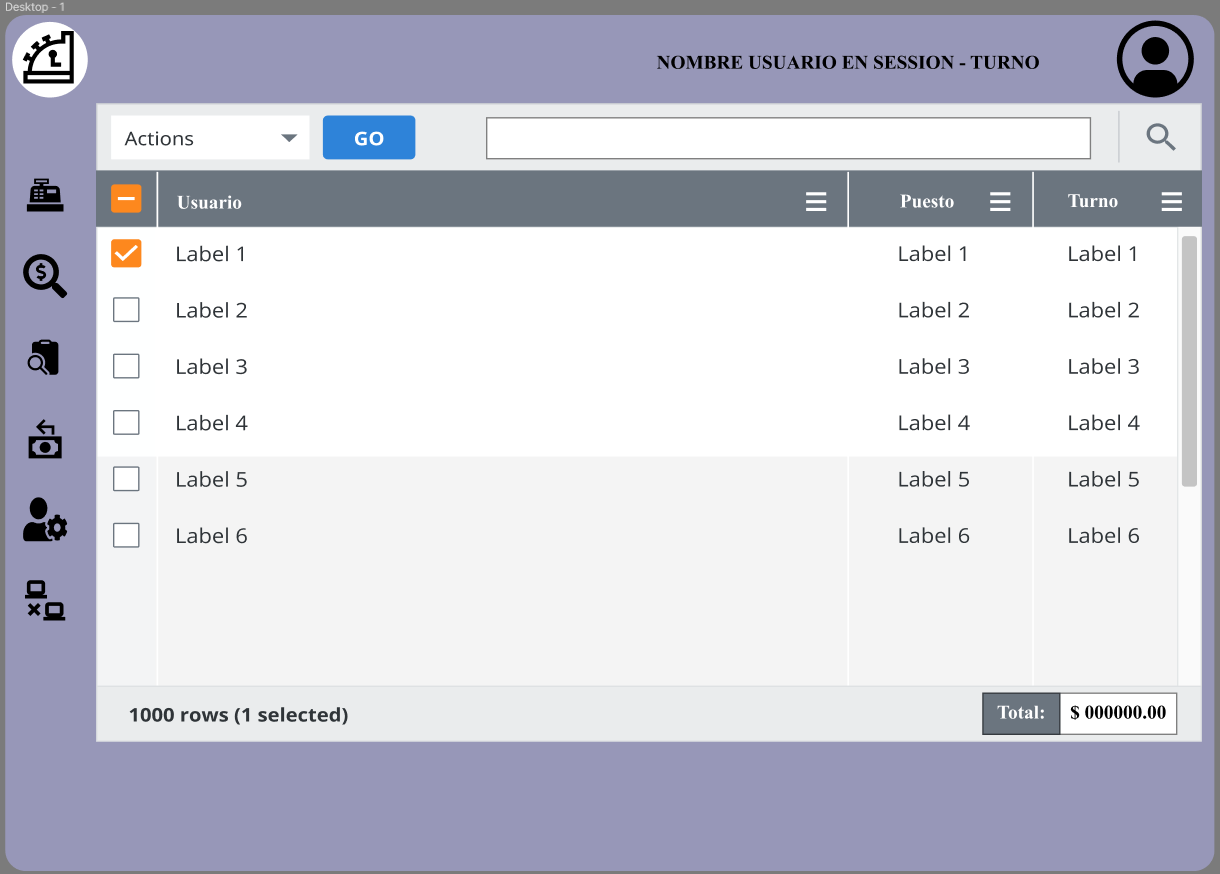 Desktop - 1
NOMBRE USUARIO EN SESSION - TURNO
Actions GO
Usuario Puesto Turno
Label 1 Label 1 Label 1
Label 2 Label 2 Label 2
Label 3 Label 3 Label 3
Label 4 Label 4 Label 4
Label 5 Label 5 Label 5
Label 6 Label 6 Label 6
1000 rows (1 selected) Total: $ 000000.00